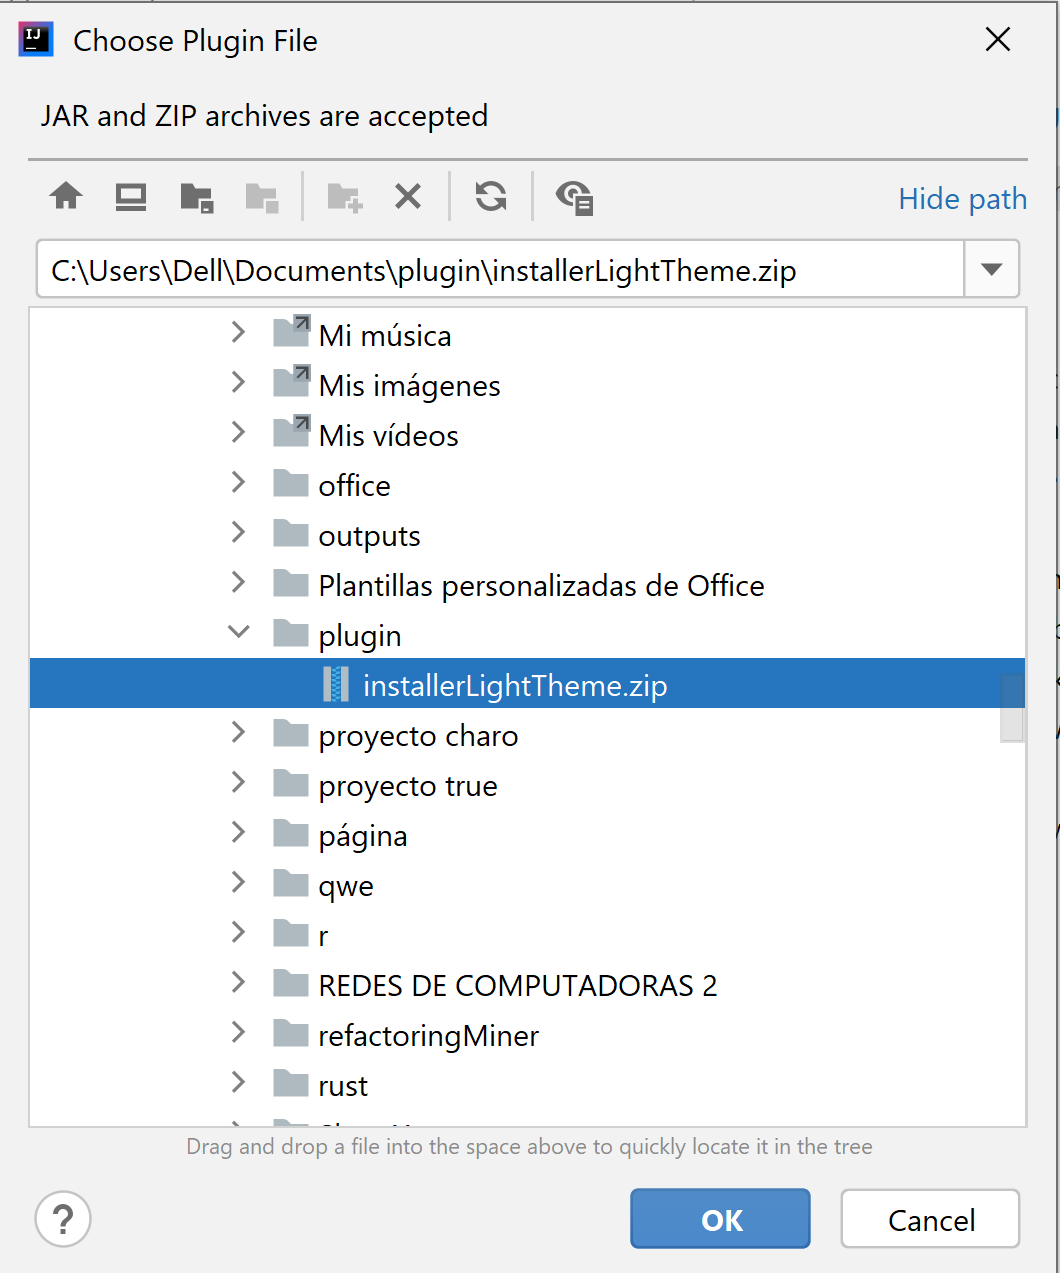 IJ
Choose Plugin File
JAR and ZIP archives are accepted
Hide path
C:\Users\Dell\Documents\plugin\installerLightTheme.zip
Mi música
Mis imágenes
Mis vídeos
office
outputs
Plantillas personalizadas de Office
plugin
installerLightTheme.zip
proyecto charo
proyecto true
página
qwe
r
REDES DE COMPUTADORAS 2
refactoringMiner
rust
Drag and drop a file into the space above to quickly locate it in the tree
?
OK
Cancel